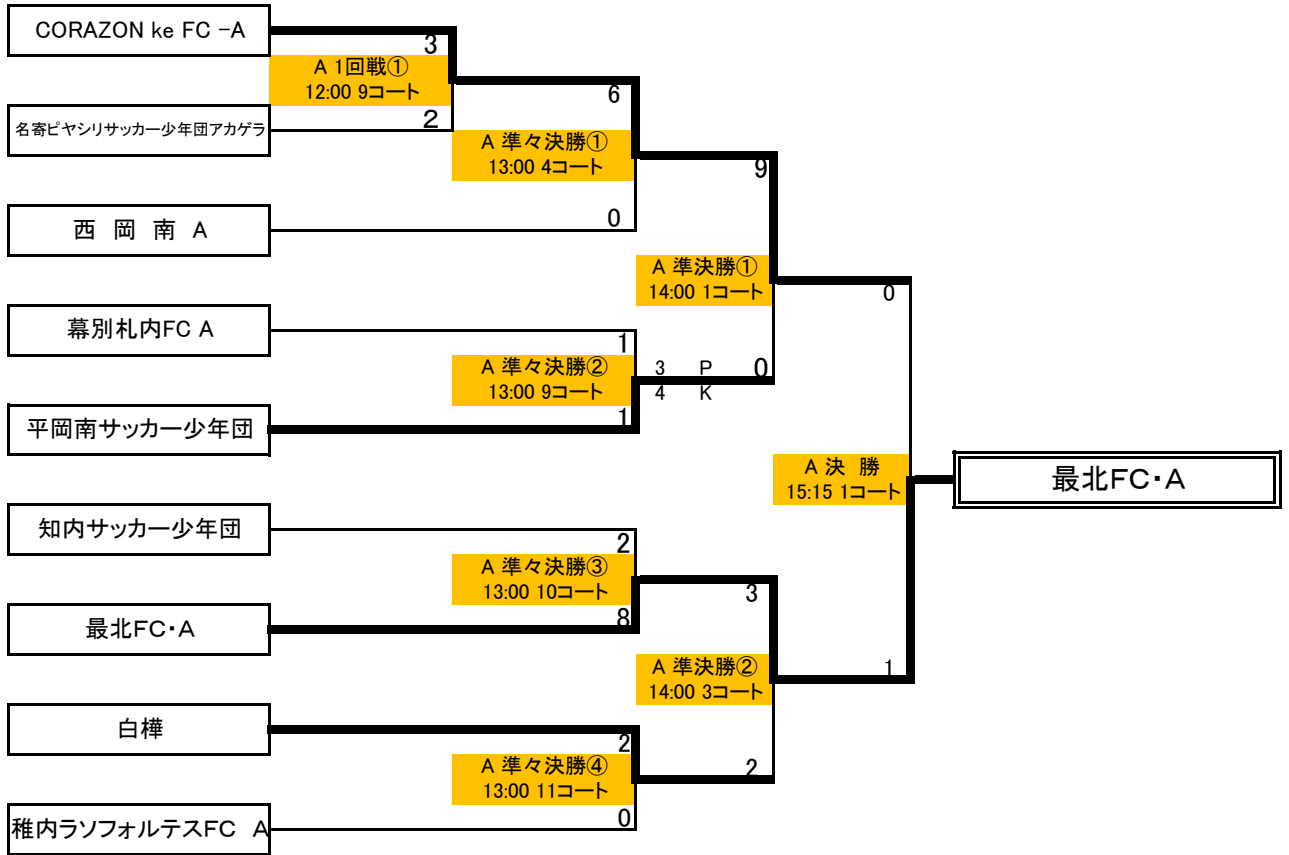 CORAZON ke FC -A
3
A 1回戦①
12:00 9コート
6
名寄ピヤシリサッカー少年団アカゲラ
2
A 準々決勝①
13:00 4コート
9
西 岡 南 A
0
A 準決勝①
14:00 1コート
0
幕別札内FC A
1
A 準々決勝②
13:00 9コート
3 P
4 K
0
平岡南サッカー少年団
1
A 決 勝
15:15 1コート
最北FC・A
知内サッカー少年団
2
A 準々決勝③
13:00 10コート
3
最北FC・A
8
A 準決勝②
14:00 3コート
1
白樺
2
A 準々決勝④
13:00 11コート
2
稚内ラソフォルテスFC A
0